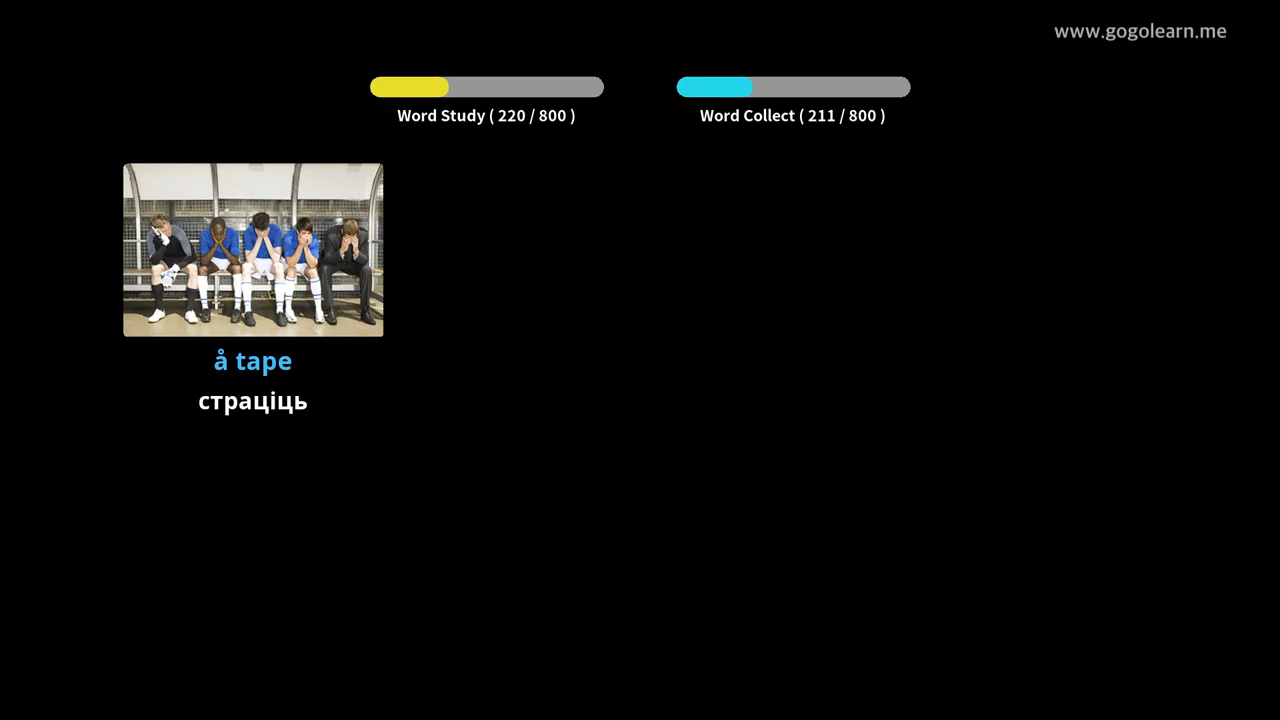 www.gogolearn.me
Word Study ( 220 / 800 )
Word Collect ( 211 / 800 )
å tape
страціць